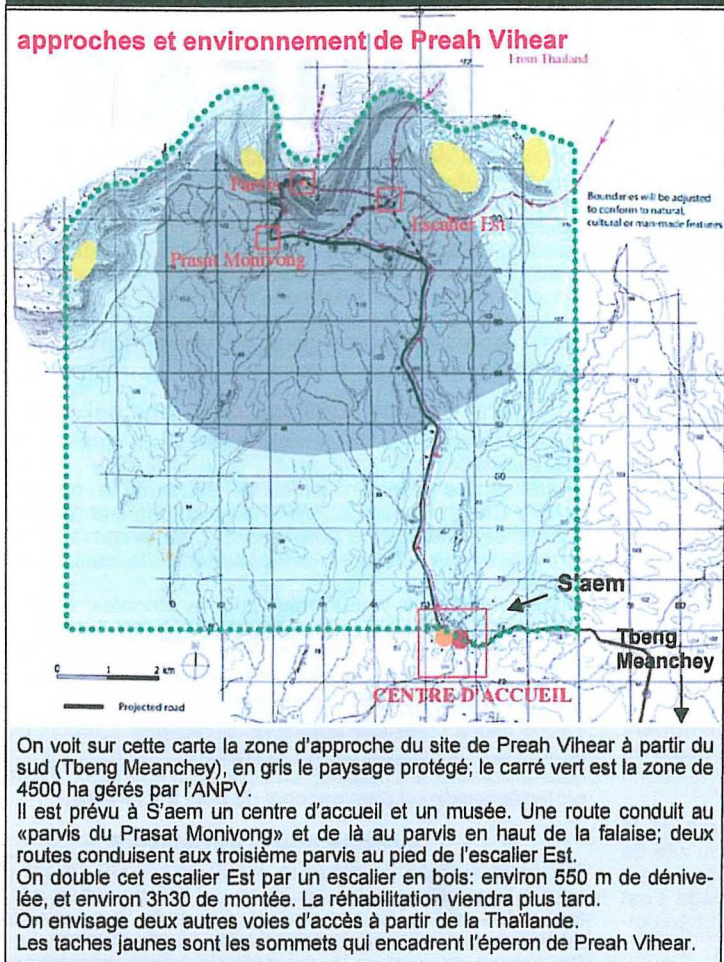 approches et environnement de Preah Vihear
From Thailand
Parvis
Boundaries will be adjusted
to conform to natural,
cultural or man-made features
Escalier Est
Prasat Monivong
S'aem
Tbeng
Meanchey
0 1 2 km
N
CENTRE D'ACCUEIL
Projected road
On voit sur cette carte la zone d'approche du site de Preah Vihear à partir du
sud (Tbeng Meanchey), en gris le paysage protégé; le carré vert est la zone de
4500 ha gérés par l'ANPV.
Il est prévu à S'aem un centre d'accueil et un musée. Une route conduit au
«parvis du Prasat Monivong» et de là au parvis en haut de la falaise; deux
routes conduisent aux troisième parvis au pied de l'escalier Est.
On double cet escalier Est par un escalier en bois: environ 550 m de dénive-
lée, et environ 3h30 de montée. La réhabilitation viendra plus tard.
On envisage deux autres voies d'accès à partir de la Thaïlande.
Les taches jaunes sont les sommets qui encadrent l'éperon de Preah Vihear.